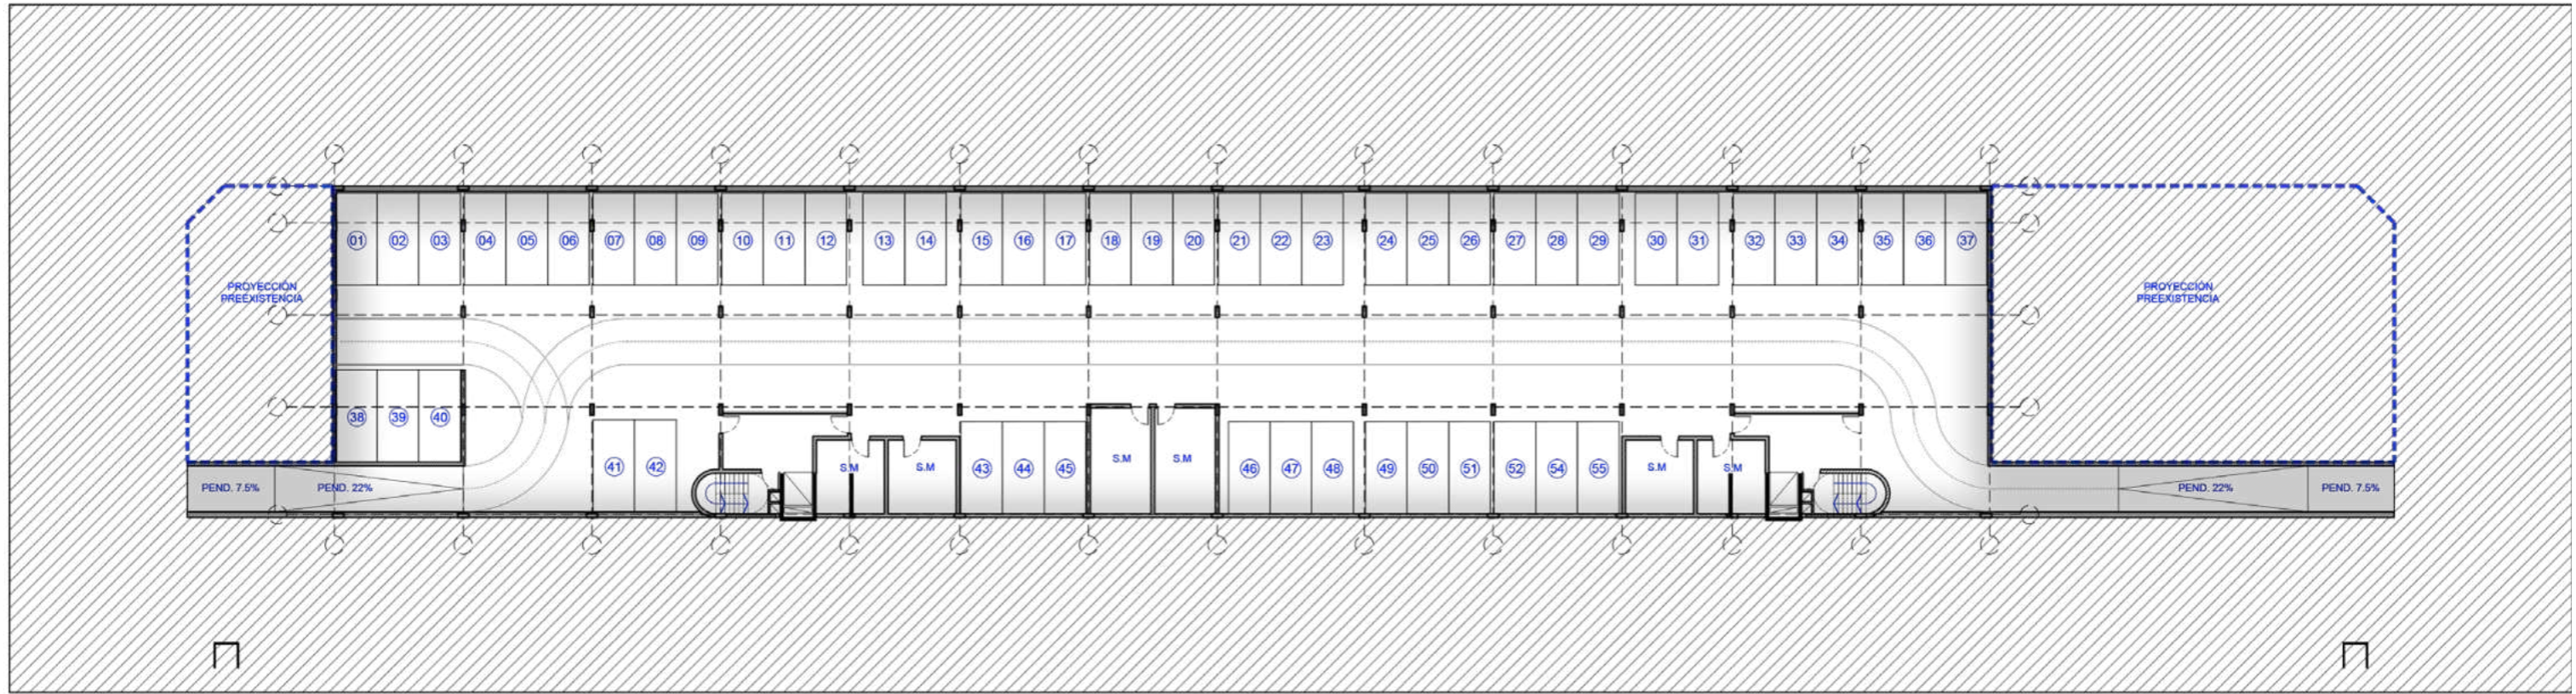 01 02 03 04 05 06 07 08 09 10 11 12 13 14 15 16 17 18 19 20 21 22 23 24 25 26 27 28 29 30 31 32 33 34 35 36 37
PROYECCIÓN
PREEXISTENCIA
PROYECCIÓN
PREEXISTENCIA
38 39 40
41 42 S.M S.M 43 44 45 S.M S.M 46 47 48 49 50 51 52 54 55 S.M S.M
PEND. 7.5% PEND. 22% PEND. 22% PEND. 7.5%